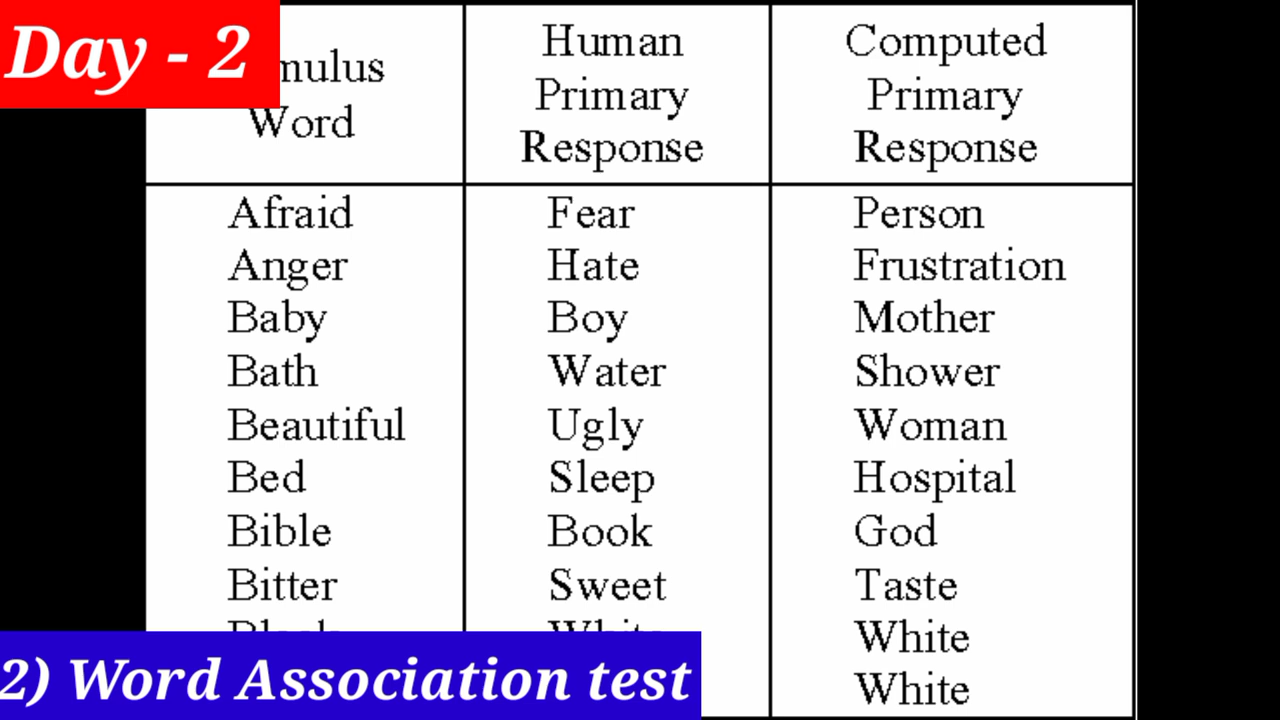 Day - 2
Word
Human
Primary
Response
Computed
Primary
Response
Afraid Fear Person
Anger Hate Frustration
Baby Boy Mother
Bath Water Shower
Beautiful Ugly Woman
Bed Sleep Hospital
Bible Book God
Bitter Sweet Taste
White
White
2) Word Association test